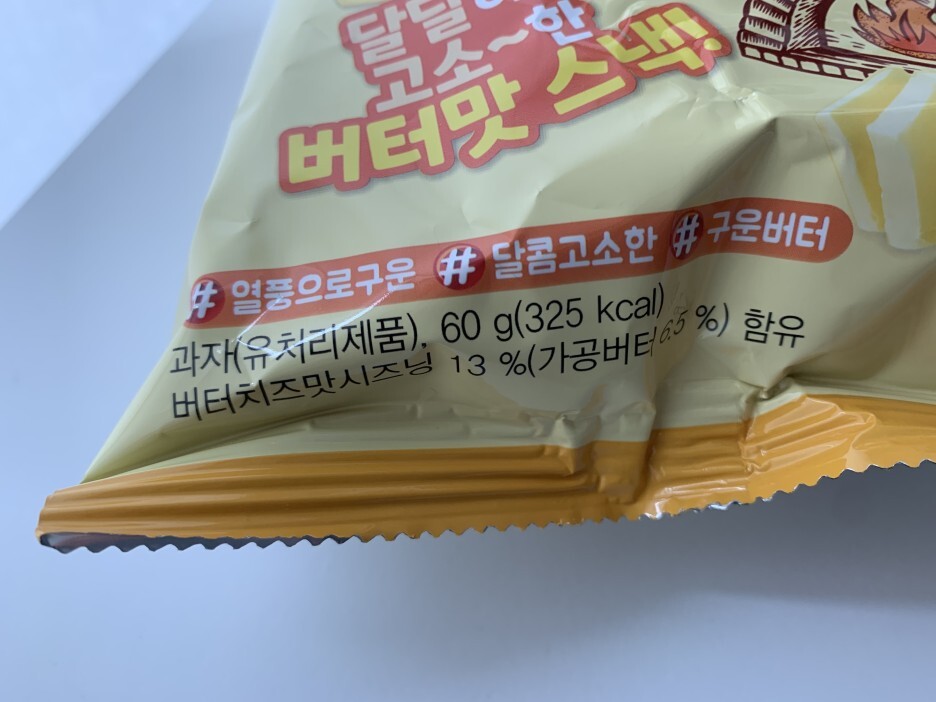 달달
고소~한
버터맛 스낵!
# 열풍으로구운 # 달콤고소한 # 구운버터
과자(유처리제품). 60 g(325 kcal)
버터치즈맛시즈닝 13 %(가공버터 6.5 %) 함유